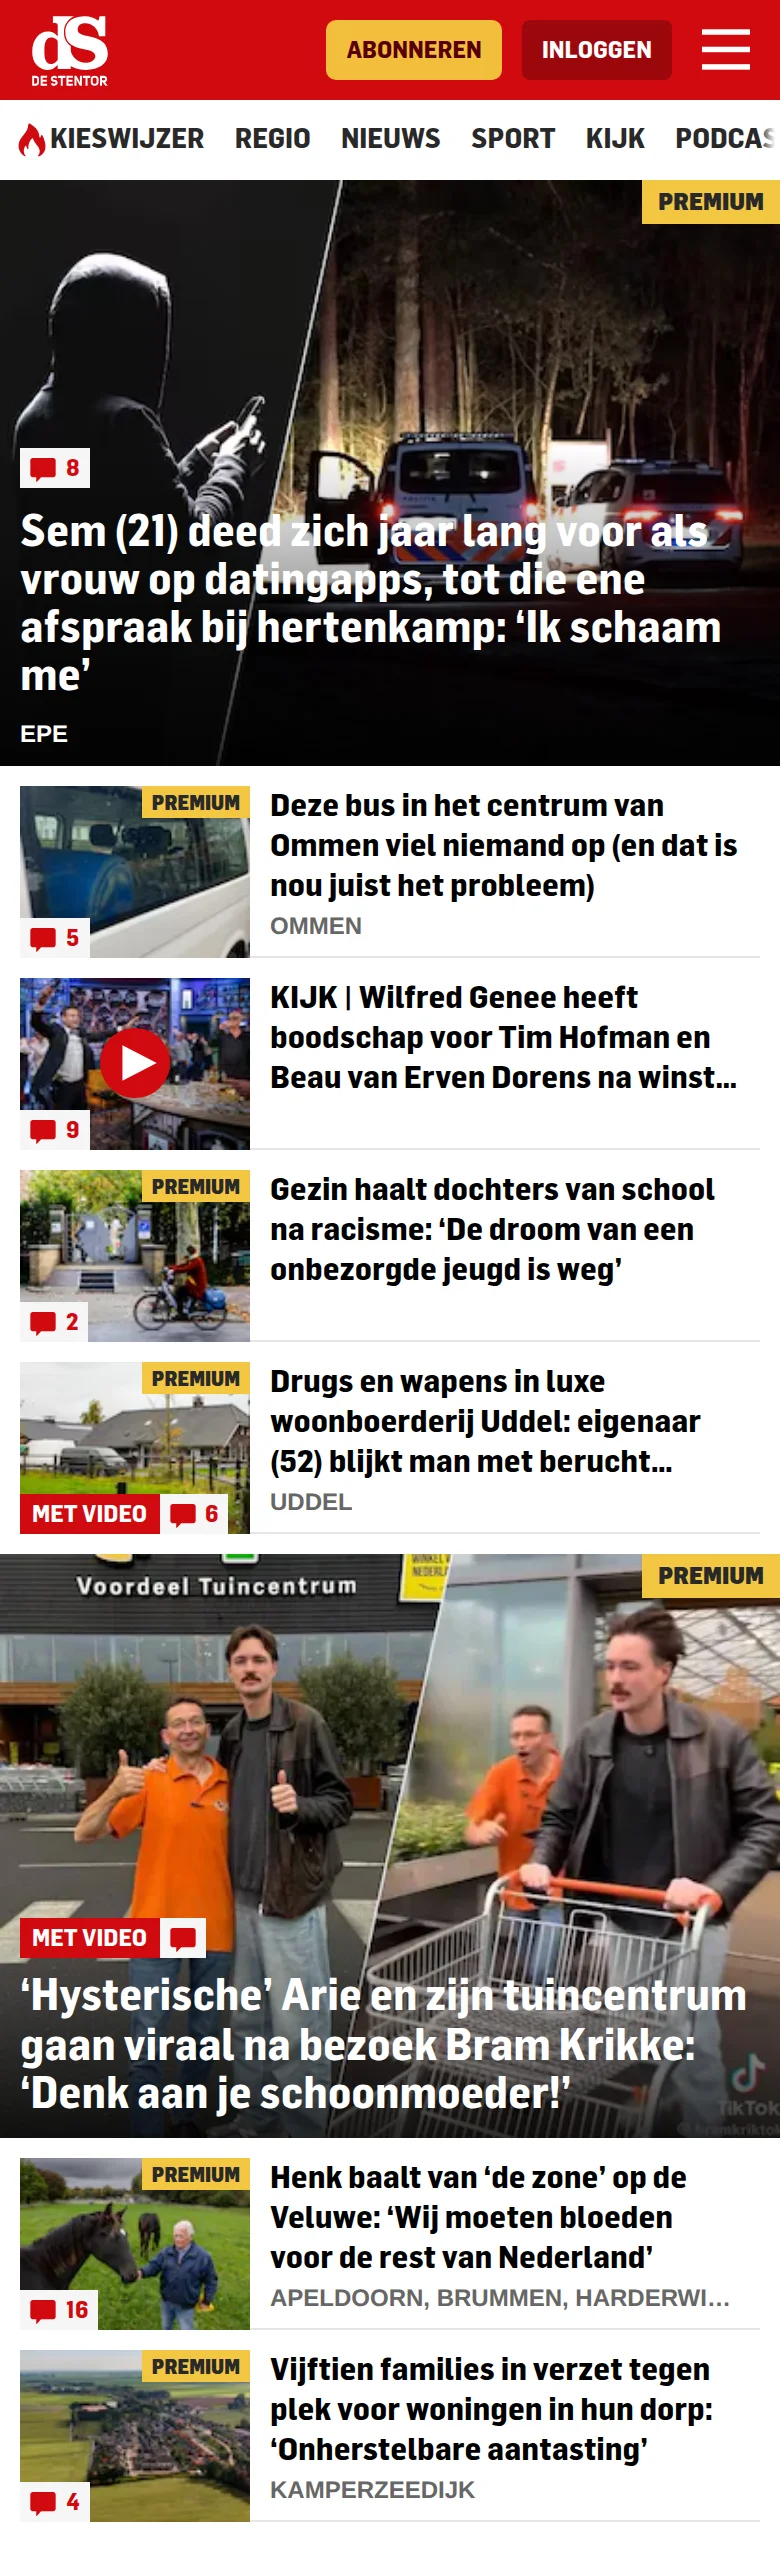 dS
DE STENTOR
ABONNEREN
INLOGGEN
KIESWIJZER REGIO NIEUWS SPORT KIJK PODCAS
PREMIUM
8
Sem (21) deed zich jaar lang voor als
vrouw op datingapps, tot die ene
afspraak bij hertenkamp: ‘Ik schaam
me’
EPE
PREMIUM
5
Deze bus in het centrum van
Ommen viel niemand op (en dat is
nou juist het probleem)
OMMEN
9
KIJK | Wilfred Genee heeft
boodschap voor Tim Hofman en
Beau van Erven Dorens na winst...
PREMIUM
2
Gezin haalt dochters van school
na racisme: ‘De droom van een
onbezorgde jeugd is weg’
PREMIUM
MET VIDEO
6
Drugs en wapens in luxe
woonboerderij Uddel: eigenaar
(52) blijkt man met berucht...
UDDEL
PREMIUM
Voordeel Tuincentrum
MET VIDEO
‘Hysterische’ Arie en zijn tuincentrum
gaan viraal na bezoek Bram Krikke:
‘Denk aan je schoonmoeder!’
TikTok
PREMIUM
16
Henk baalt van ‘de zone’ op de
Veluwe: ‘Wij moeten bloeden
voor de rest van Nederland’
APELDOORN, BRUMMEN, HARDERWI...
PREMIUM
4
Vijftien families in verzet tegen
plek voor woningen in hun dorp:
‘Onherstelbare aantasting’
KAMPERZEEDIJK